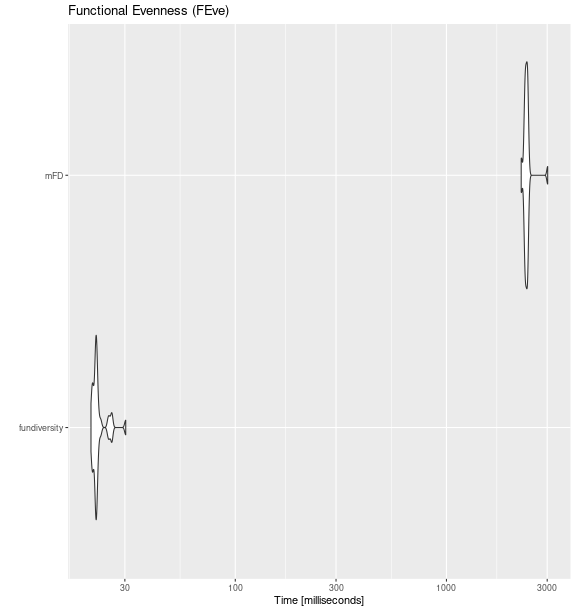 Functional Evenness (FEve)
mFD
fundiversity
30 100 300 1000 3000
Time [milliseconds]